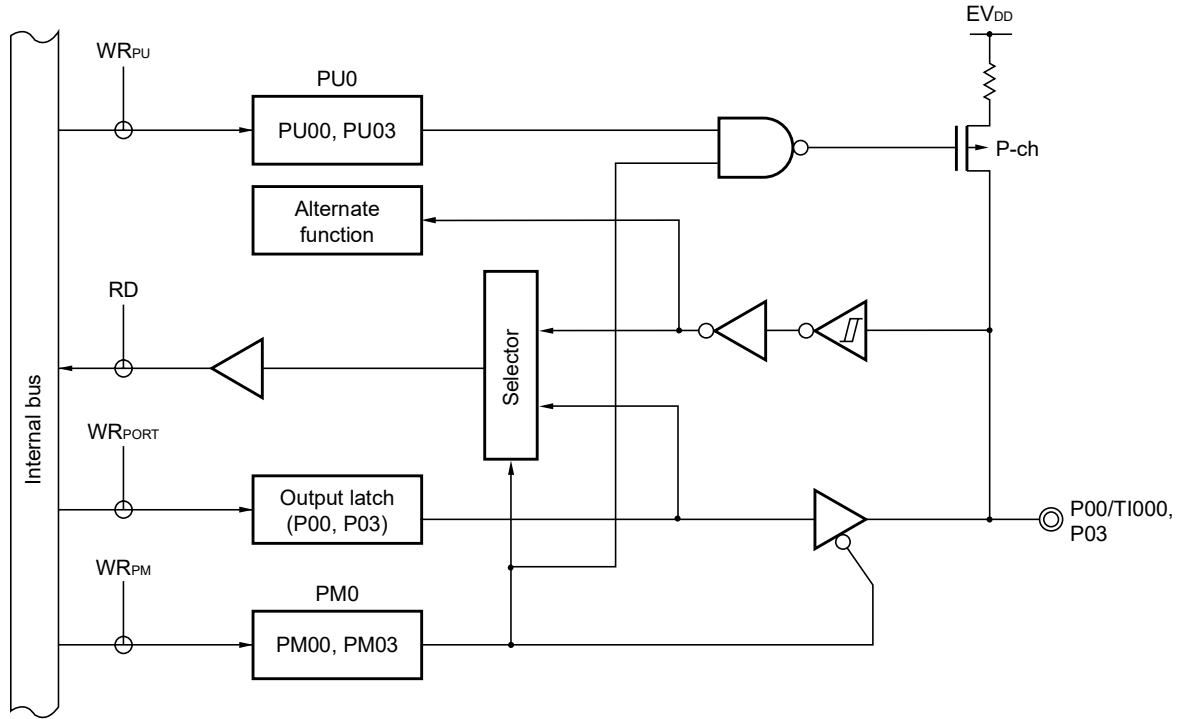 EVDD
WRPU
PU0
PU00, PU03
P-ch
Alternate
function
RD
Selector
Internal bus
WRPORT
Output latch
(P00, P03)
P00/TI000,
P03
WRPM
PM0
PM00, PM03